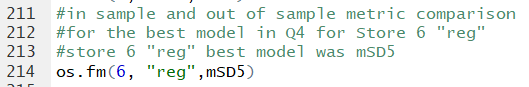 211 #in sample and out of sample metric comparison
212 #for the best model in Q4 for Store 6 "reg"
213 #store 6 "reg" best model was mSD5
214 os.fm(6, "reg",mSD5)